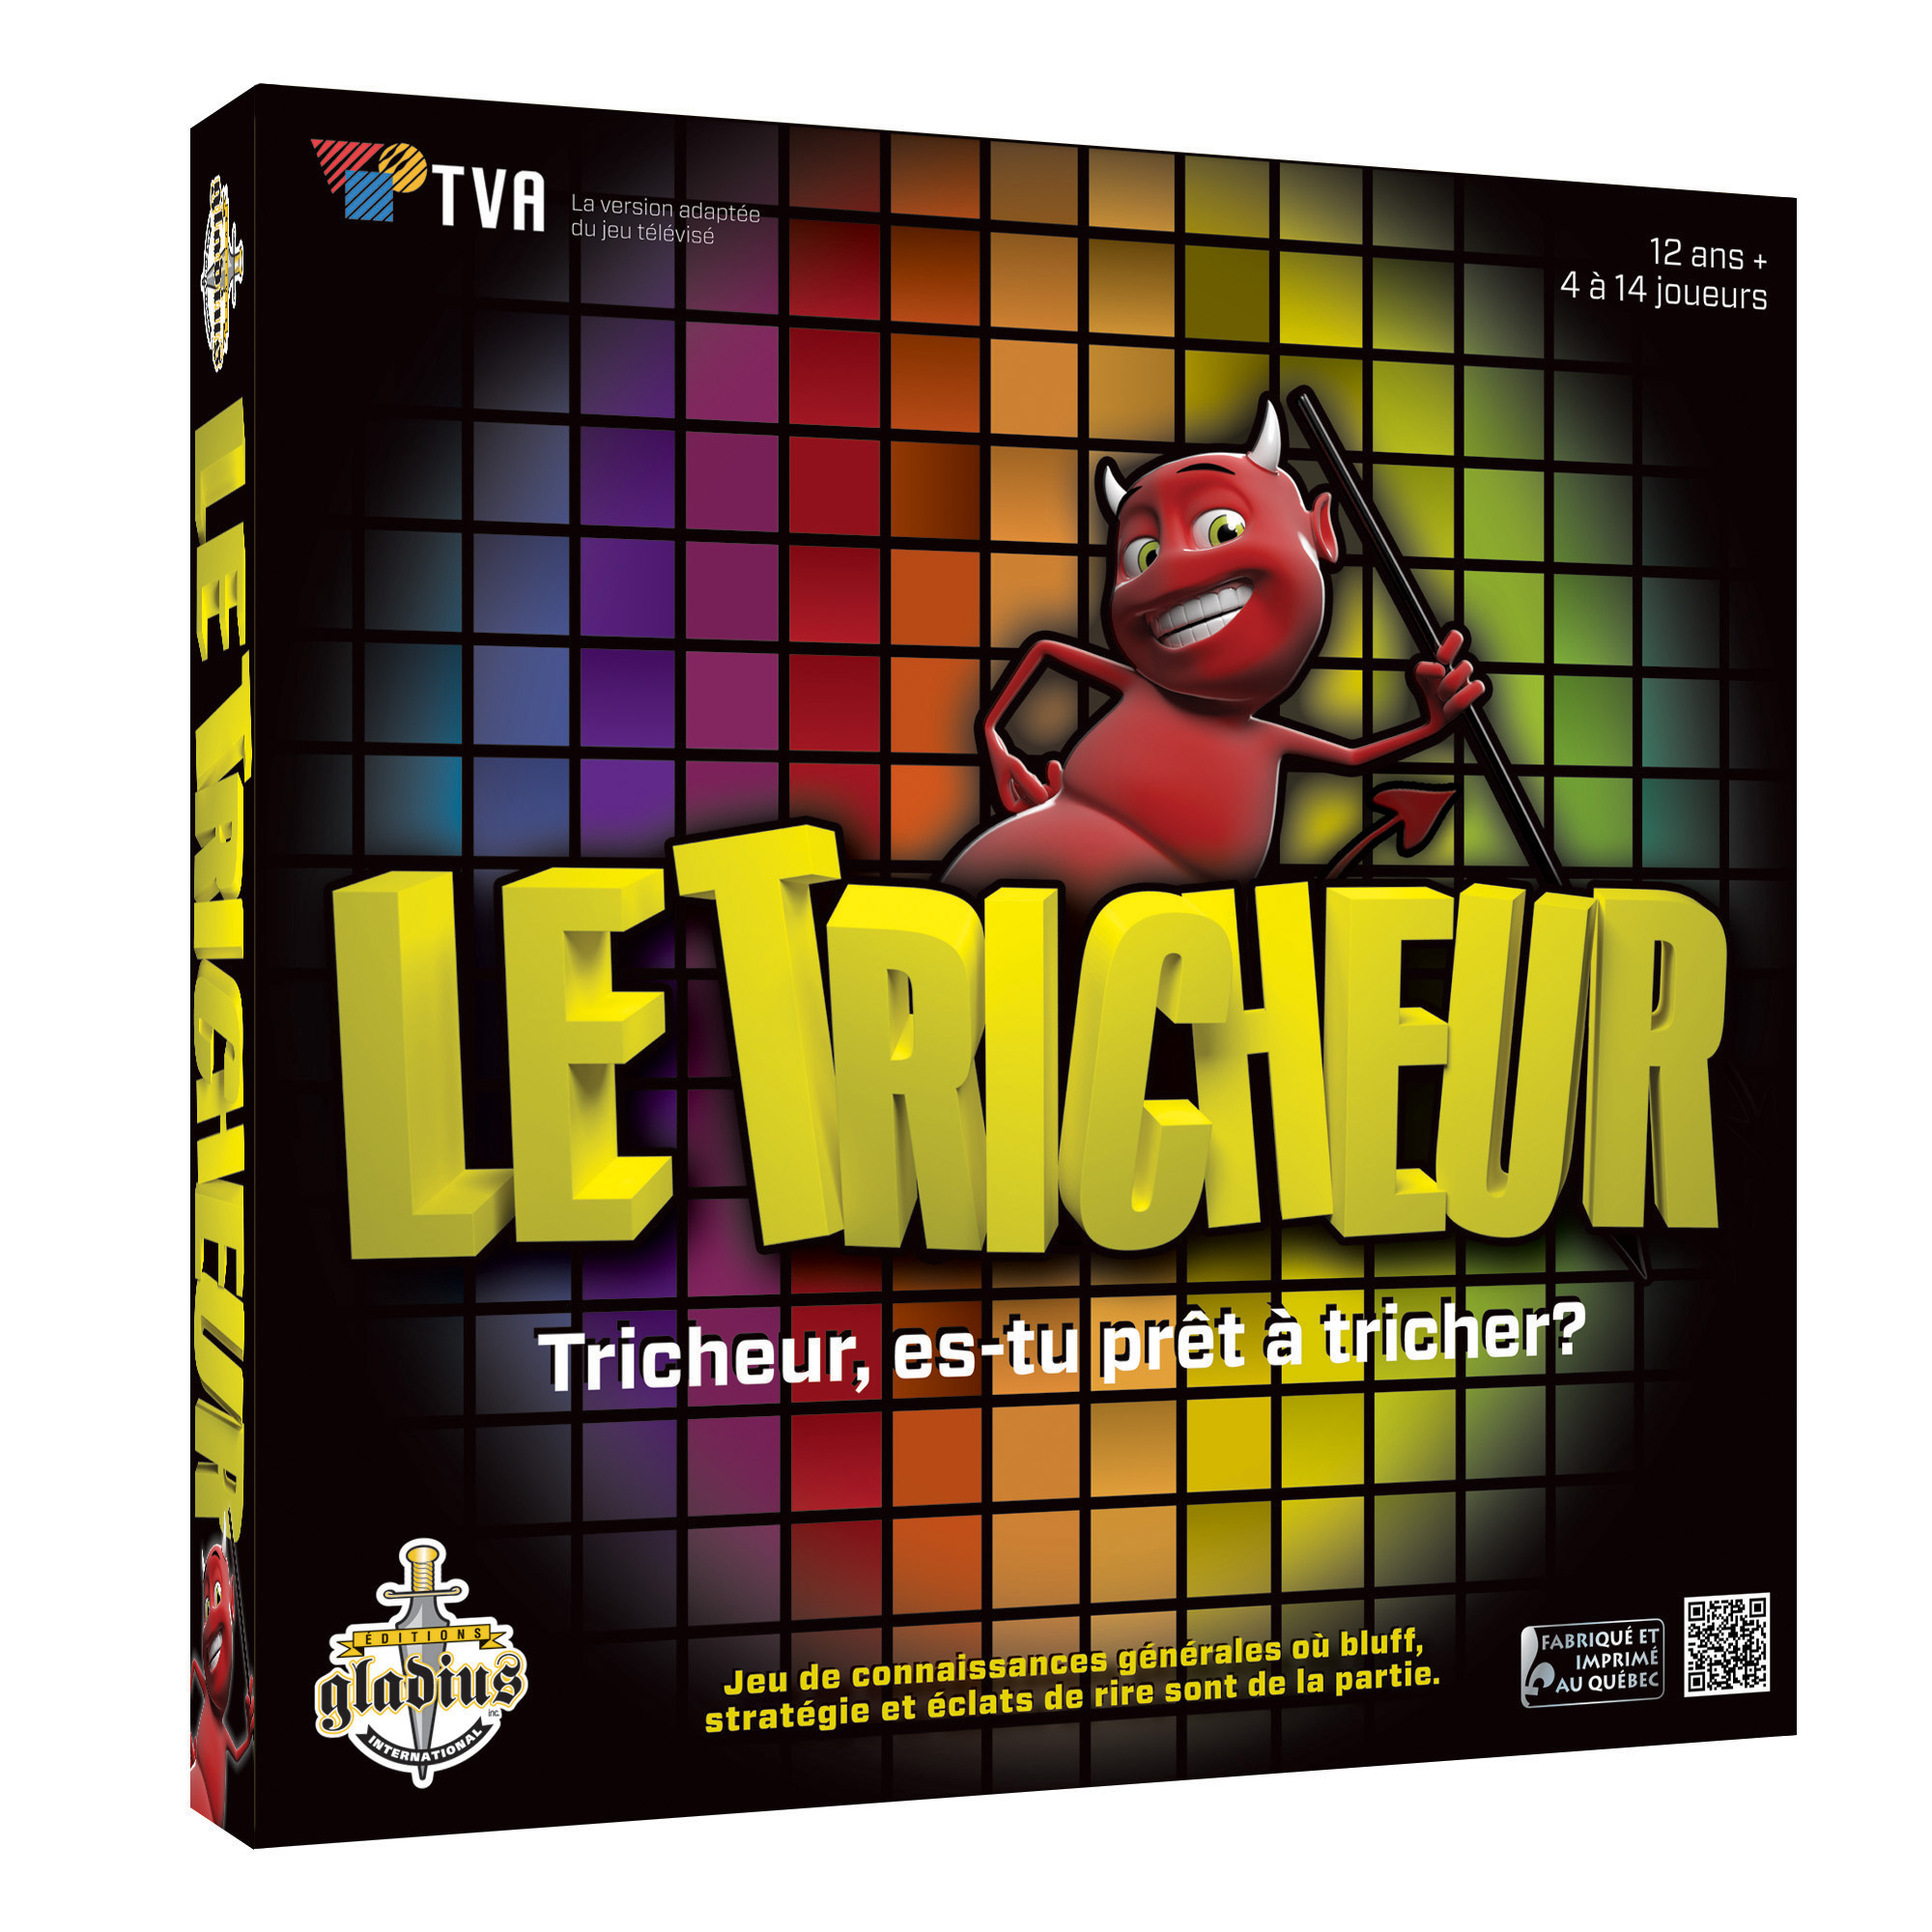 TVA
La version adaptée
du jeu télévisé
12 ans +
4 à 14 joueurs
LE TRICHEUR
Tricheur, es-tu prêt à tricher?
Jeu de connaissances générales où bluff,
stratégie et éclats de rire sont de la partie.
ÉDITIONS
gladius
inc.
INTERNATIONAL
FABRIQUÉ ET
IMPRIMÉ
AU QUÉBEC
gladius
LE TRICHEUR